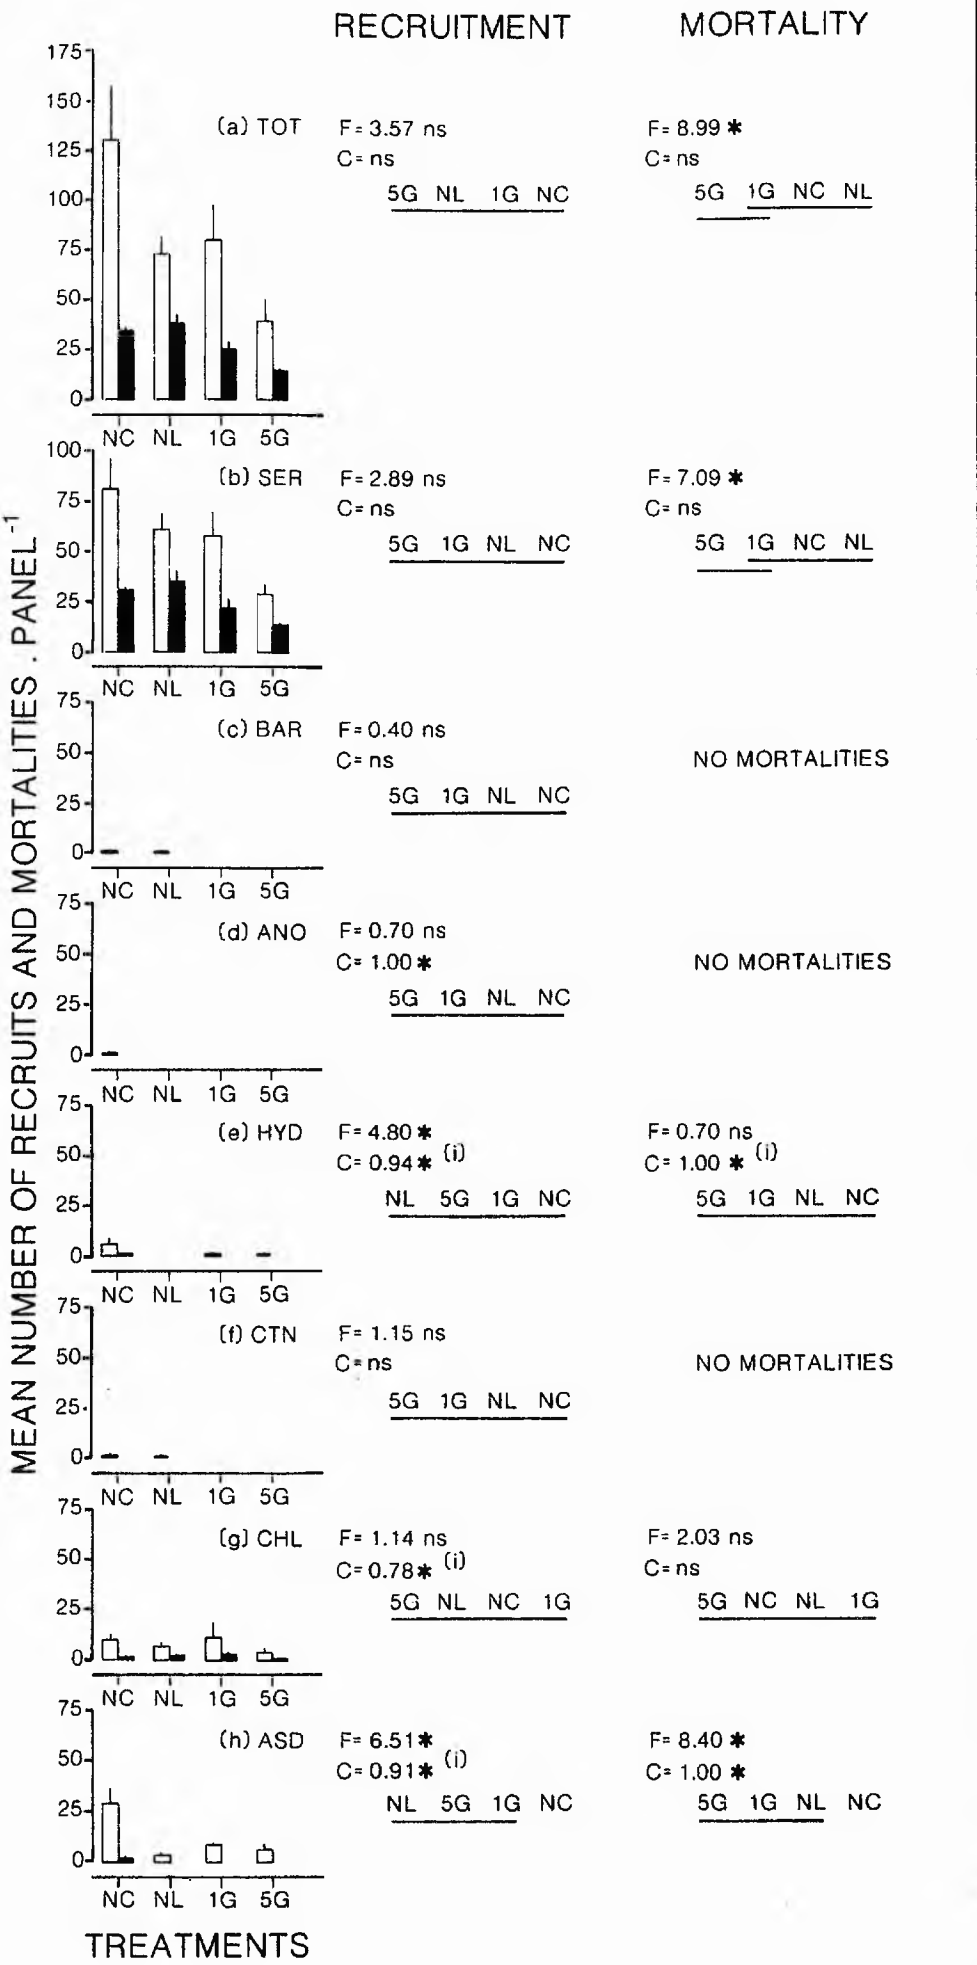 RECRUITMENT MORTALITY
175
150
125
100
75
50
25
0
(a) TOT F= 3.57 ns F= 8.99 *
C= ns C= ns
5G NL 1G NC 5G 1G NC NL
NC NL 1G 5G
100
75
50
25
0
(b) SER F= 2.89 ns F= 7.09 *
C= ns C= ns
5G 1G NL NC 5G 1G NC NL
NC NL 1G 5G
75
50
25
0
(c) BAR F= 0.40 ns
C= ns NO MORTALITIES
5G 1G NL NC
NC NL 1G 5G
75
50
25
0
(d) ANO F= 0.70 ns
C= 1.00 * NO MORTALITIES
5G 1G NL NC
NC NL 1G 5G
75
50
25
0
(e) HYD F= 4.80 * F= 0.70 ns
C= 0.94 * (i) C= 1.00 * (i)
NL 5G 1G NC 5G 1G NL NC
NC NL 1G 5G
75
50
25
0
(f) CTN F= 1.15 ns
C= ns NO MORTALITIES
5G 1G NL NC
NC NL 1G 5G
75
50
25
0
(g) CHL F= 1.14 ns F= 2.03 ns
C= 0.78 * (i) C= ns
5G NL NC 1G 5G NC NL 1G
NC NL 1G 5G
75
50
25
0
(h) ASD F= 6.51 * F= 8.40 *
C= 0.91 * (i) C= 1.00 *
NL 5G 1G NC 5G 1G NL NC
NC NL 1G 5G
TREATMENTS
MEAN NUMBER OF RECRUITS AND MORTALITIES . PANEL⁻¹